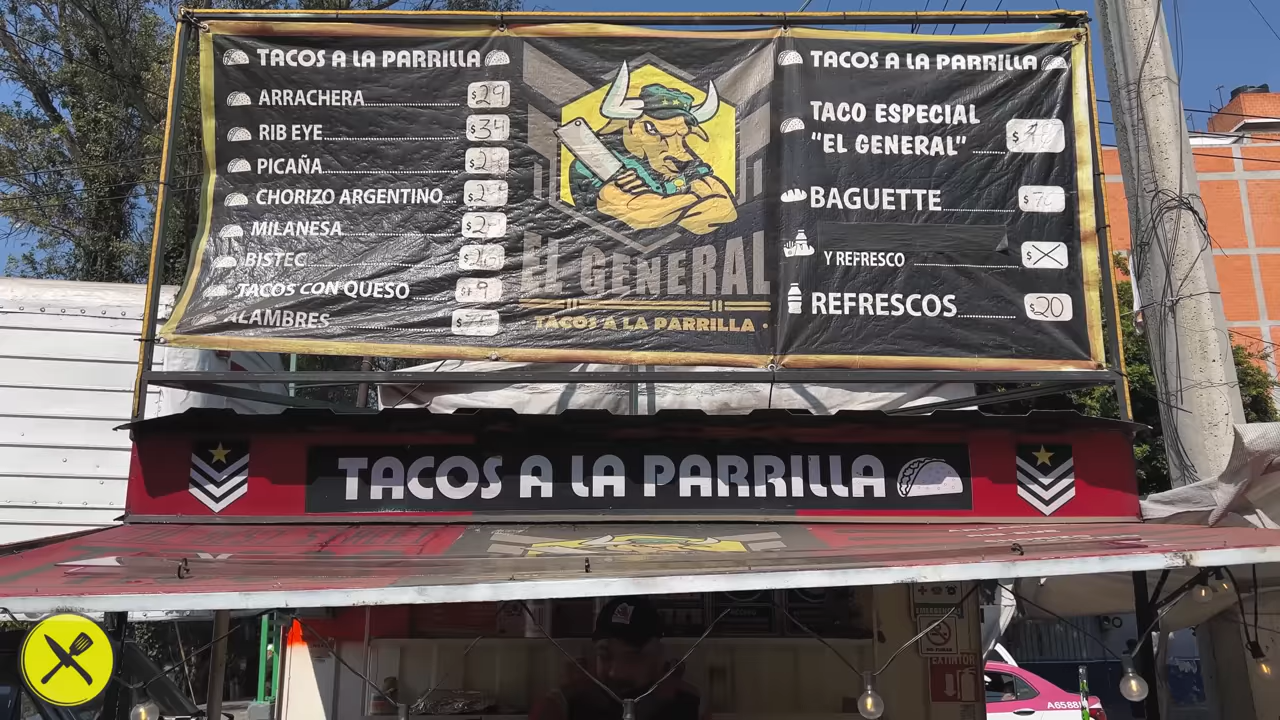 TACOS A LA PARRILLA
ARRACHERA $29
RIB EYE $34
PICAÑA
CHORIZO ARGENTINO
MILANESA
BISTEC
TACOS CON QUESO
ALAMBRES
EL GENERAL
TACOS A LA PARRILLA
TACOS A LA PARRILLA
TACO ESPECIAL
"EL GENERAL"
BAGUETTE
Y REFRESCO
REFRESCOS $20
TACOS A LA PARRILLA
EXTINTOR